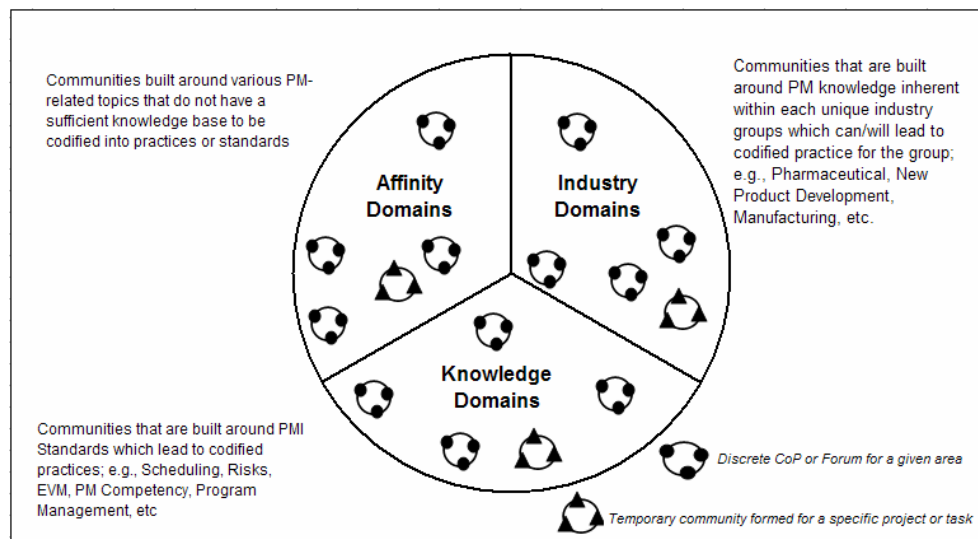 Communities built around various PM-
related topics that do not have a
sufficient knowledge base to be
codified into practices or standards
Communities that are built
around PM knowledge inherent
within each unique industry
groups which can/will lead to
codified practice for the group;
e.g., Pharmaceutical, New
Product Development,
Manufacturing, etc.
Affinity
Domains
Industry
Domains
Knowledge
Domains
Communities that are built around PMI
Standards which lead to codified
practices; e.g., Scheduling, Risks,
EVM, PM Competency, Program
Management, etc
Discrete CoP or Forum for a given area
Temporary community formed for a specific project or task